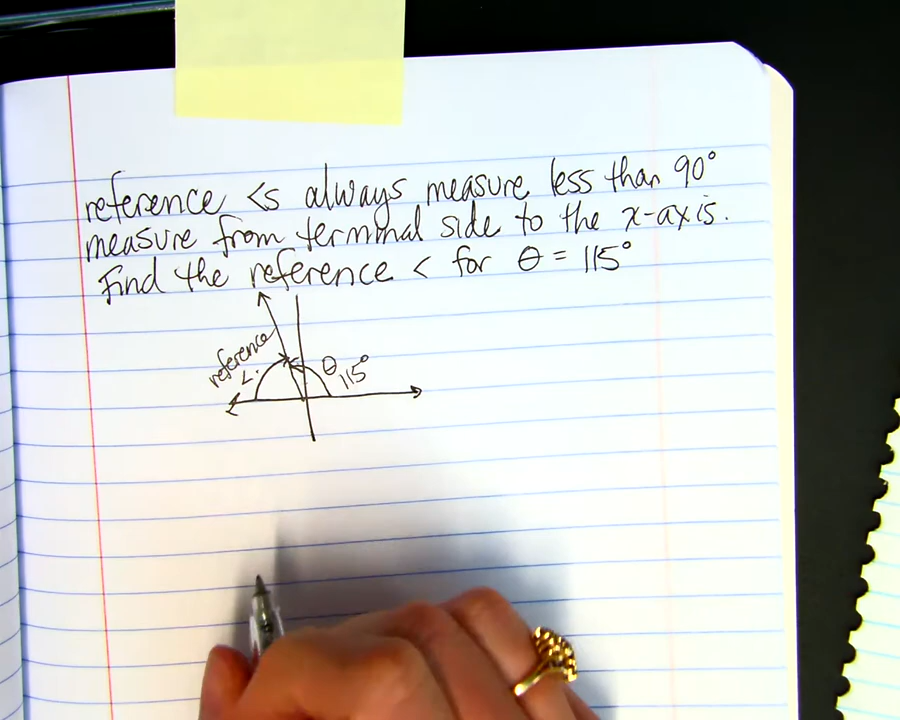 reference <s always measure less than 90°
measure from terminal side to the x-axis.
Find the reference < for θ = 115°
reference
<
θ
115°